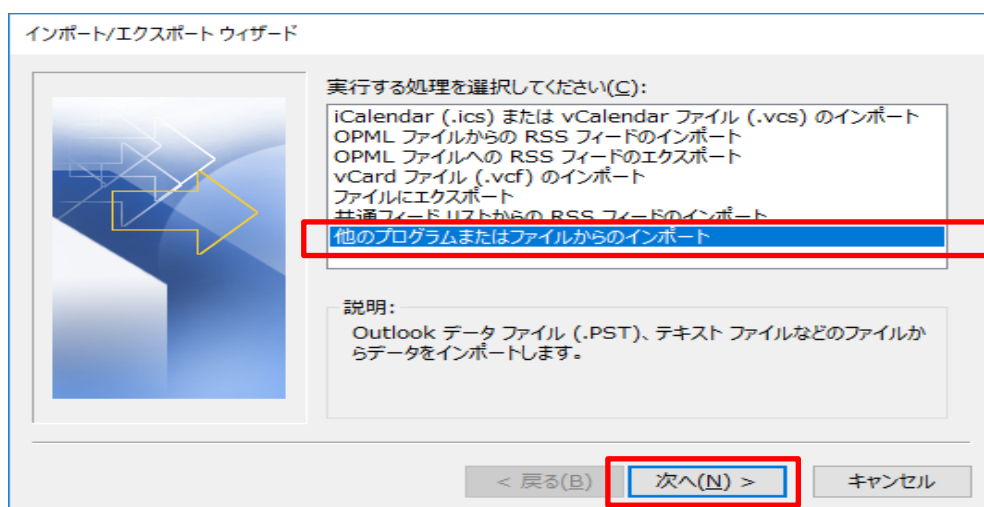 インポート/エクスポート ウィザード
実行する処理を選択してください(C):
iCalendar (.ics) または vCalendar ファイル (.vcs) のインポート
OPML ファイルからの RSS フィードのインポート
OPML ファイルへの RSS フィードのエクスポート
vCard ファイル (.vcf) のインポート
ファイルにエクスポート
共通フィード リストからの RSS フィードのインポート
他のプログラムまたはファイルからのインポート
説明:
Outlook データ ファイル (.PST)、テキスト ファイルなどのファイルか
らデータをインポートします。
< 戻る(B) 次へ(N) > キャンセル